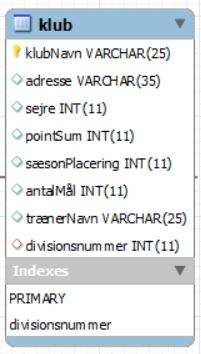 klub
klubNavn VARCHAR(25)
adresse VARCHAR(35)
sejre INT(11)
pointSum INT(11)
sæsonPlacering INT(11)
antalMål INT(11)
trænerNavn VARCHAR(25)
divisionsnummer INT(11)
Indexes
PRIMARY
divisionsnummer